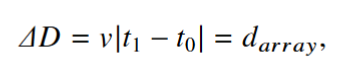 ΔD = v|t₁ − t₀| = d_array,